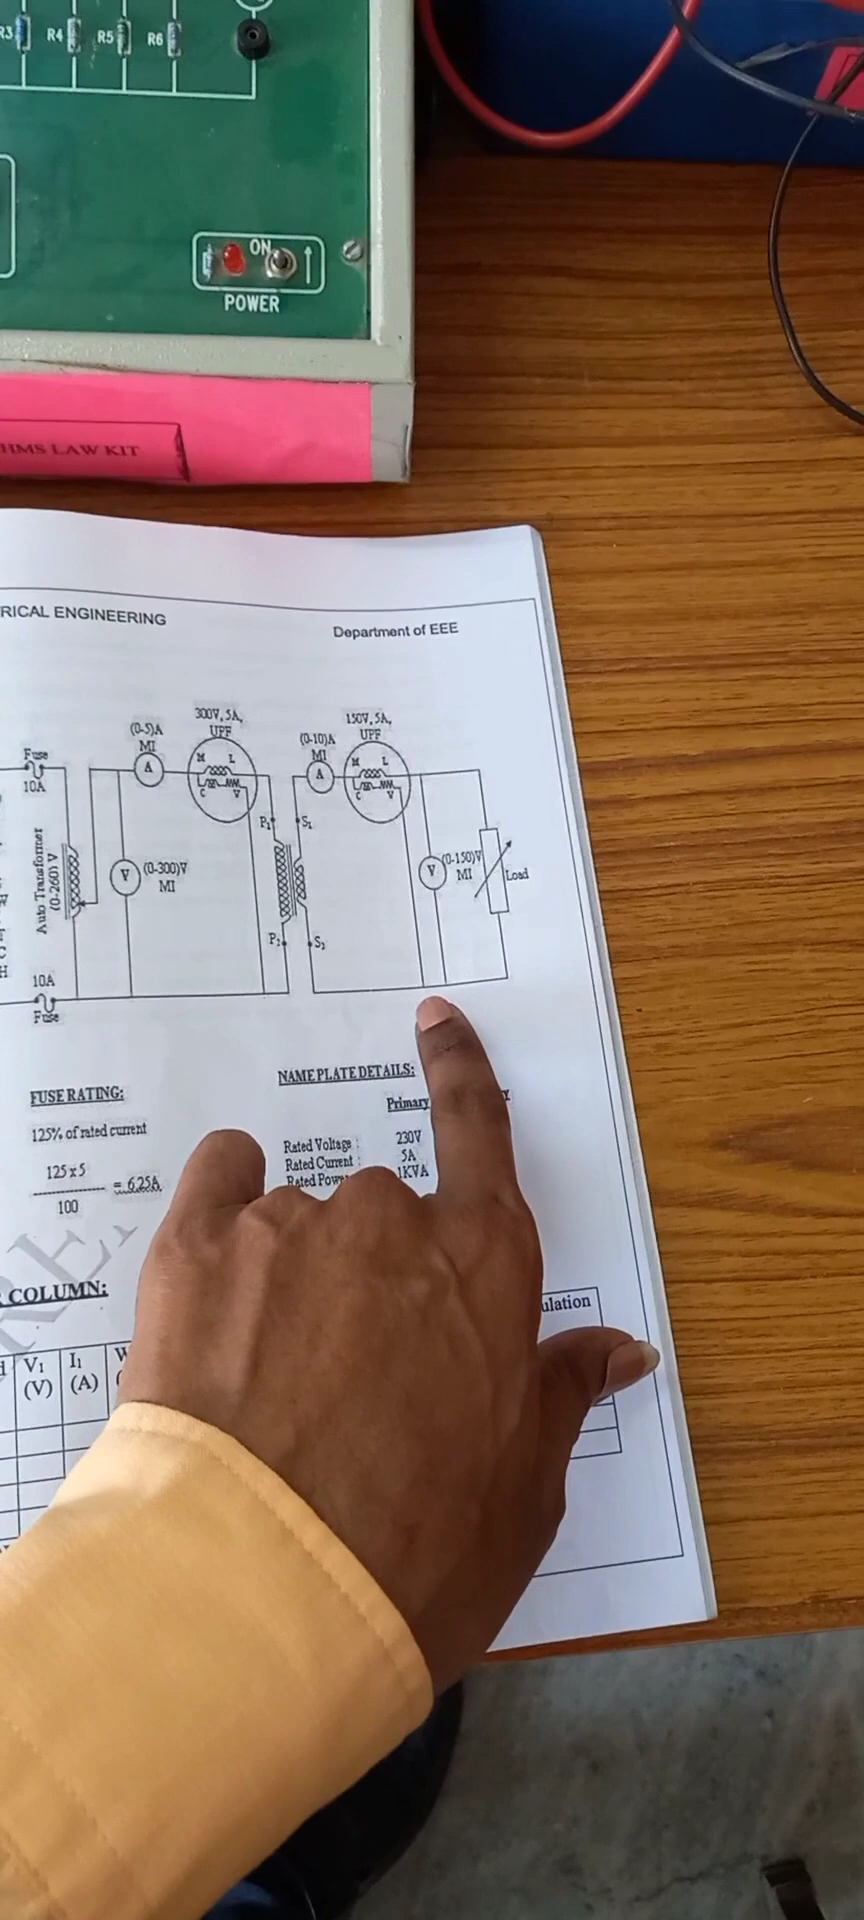 R3 R4 R5 R6
ON
POWER
HMS LAW KIT
RICAL ENGINEERING
Department of EEE
300V, 5A,
UPF
150V, 5A,
UPF
(0-5)A
MI
(0-10)A
MI
Fuse
10A
A
M L
C V
A
M L
C V
P1
S1
Auto Transformer
(0-260) V
V
(0-300)V
MI
V
(0-150)V
MI
Load
P2
S2
H
10A
Fuse
NAME PLATE DETAILS:
FUSE RATING:
Primary
125% of rated current
Rated Voltage : 230V
Rated Current : 5A
Rated Power 1KVA
125 x 5
= 6.25A
100
COLUMN:
ulation
V1 I1 W
(V) (A) (